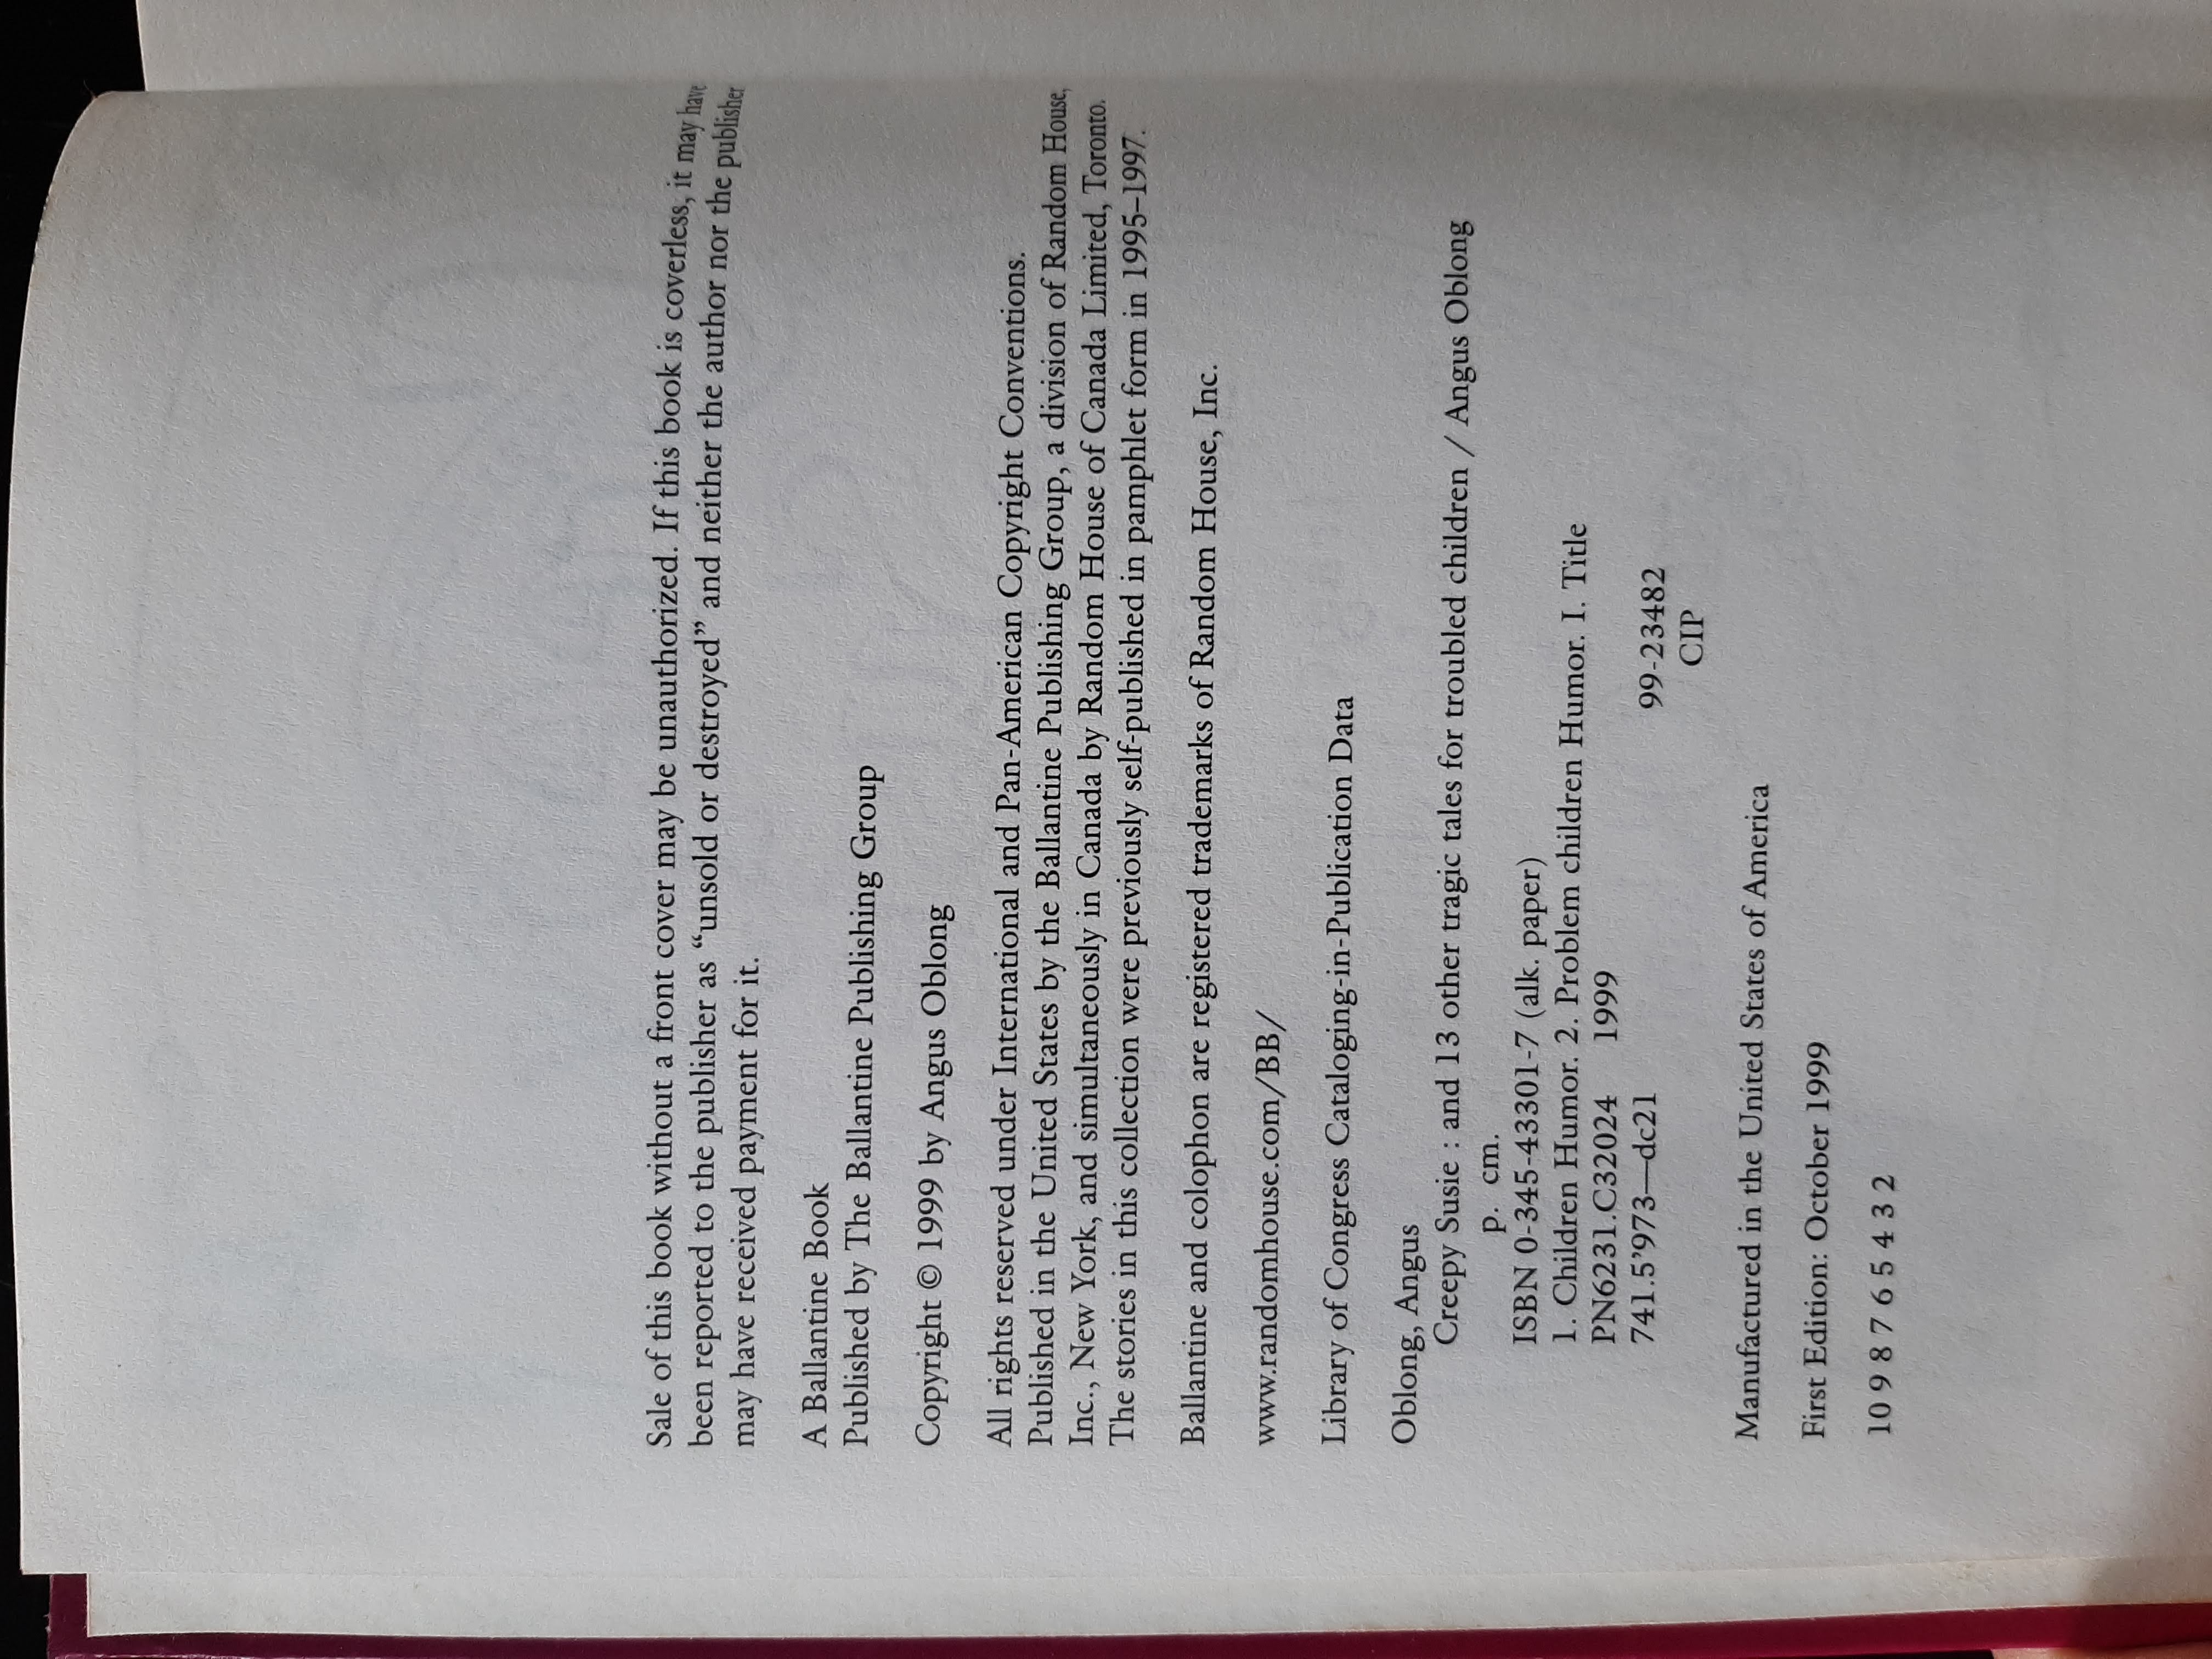 Sale of this book without a front cover may be unauthorized. If this book is coverless, it may have
been reported to the publisher as “unsold or destroyed” and neither the author nor the publisher
may have received payment for it.
A Ballantine Book
Published by The Ballantine Publishing Group
Copyright © 1999 by Angus Oblong
All rights reserved under International and Pan-American Copyright Conventions.
Published in the United States by the Ballantine Publishing Group, a division of Random House,
Inc., New York, and simultaneously in Canada by Random House of Canada Limited, Toronto.
The stories in this collection were previously self-published in pamphlet form in 1995–1997.
Ballantine and colophon are registered trademarks of Random House, Inc.
www.randomhouse.com/BB/
Library of Congress Cataloging-in-Publication Data
Oblong, Angus
Creepy Susie : and 13 other tragic tales for troubled children / Angus Oblong
p. cm.
ISBN 0-345-43301-7 (alk. paper)
1. Children Humor. 2. Problem children Humor. I. Title
PN6231.C32024 1999
741.5’973—dc21 99-23482
CIP
Manufactured in the United States of America
First Edition: October 1999
10 9 8 7 6 5 4 3 2